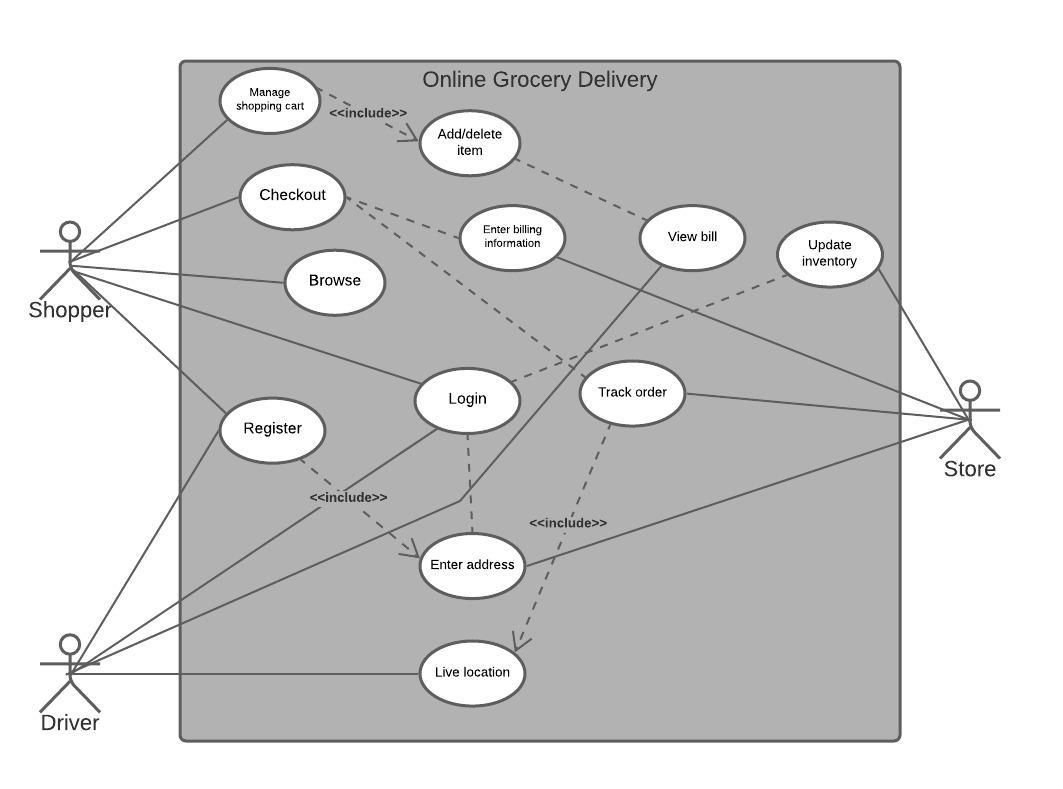 Online Grocery Delivery
Manage
shopping cart
<<include>>
Add/delete
item
Checkout
Enter billing
information
View bill
Update
inventory
Browse
Shopper
Login
Track order
Register
Store
<<include>>
<<include>>
Enter address
Live location
Driver